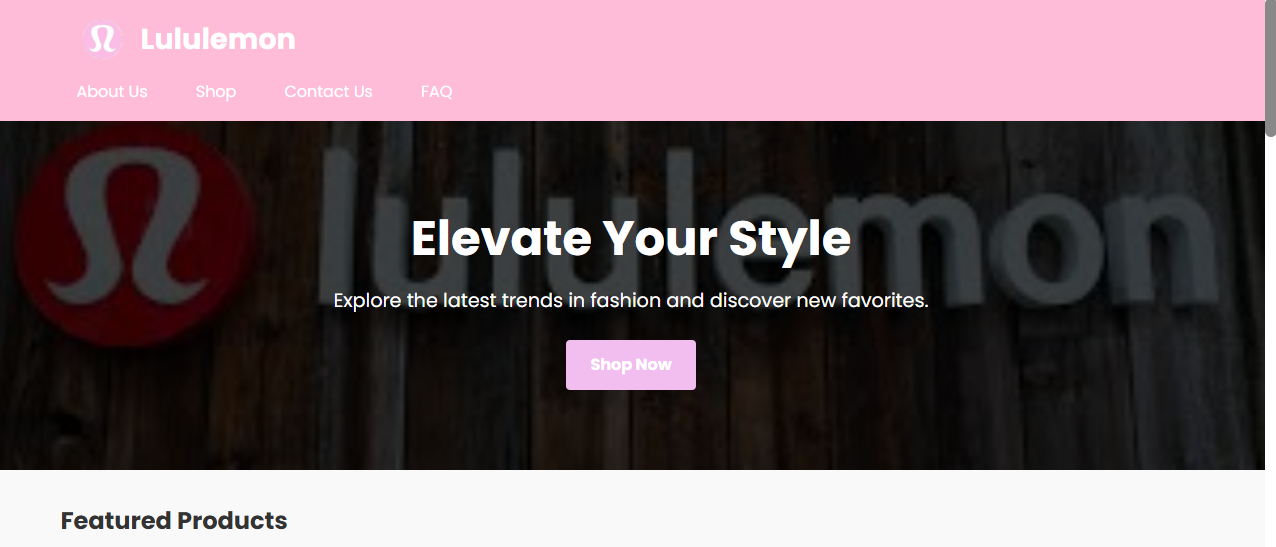 Lululemon
About Us Shop Contact Us FAQ
lululemon
Elevate Your Style
Explore the latest trends in fashion and discover new favorites.
Shop Now
Featured Products